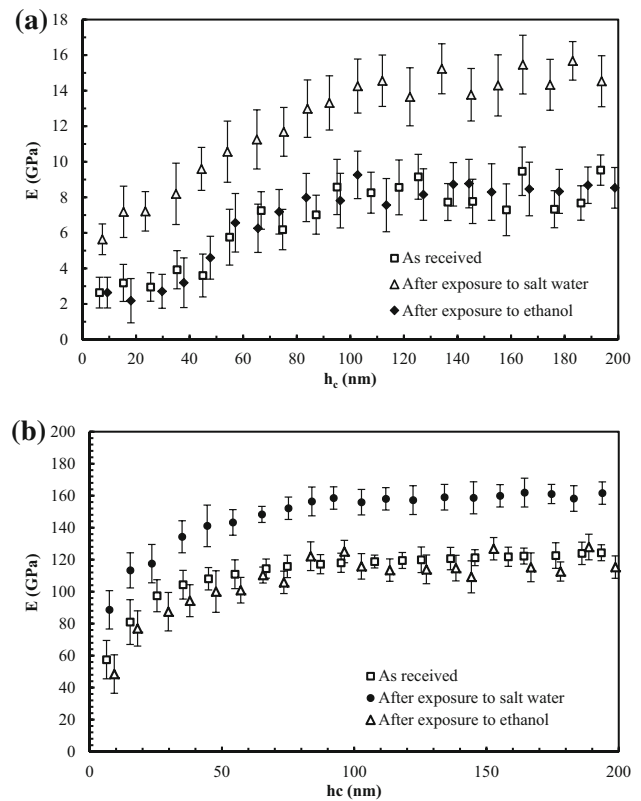 (a)
18
16
14
12
10
8
6
4
2
0
E (GPa)
As received
After exposure to salt water
After exposure to ethanol
0 20 40 60 80 100 120 140 160 180 200
h_c (nm)
(b)
200
180
160
140
120
100
80
60
40
20
0
E (GPa)
As received
After exposure to salt water
After exposure to ethanol
0 50 100 150 200
hc (nm)